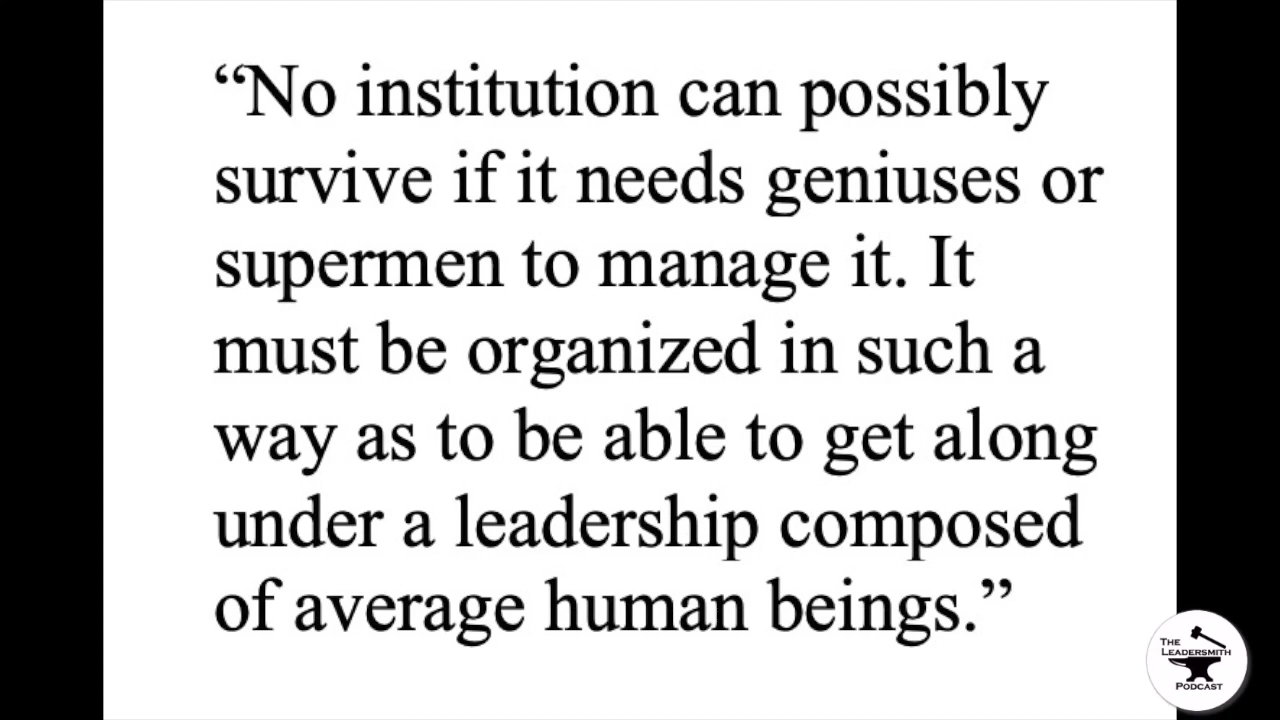 “No institution can possibly
survive if it needs geniuses or
supermen to manage it. It
must be organized in such a
way as to be able to get along
under a leadership composed
of average human beings.”
THE
LEADERSMITH
PODCAST